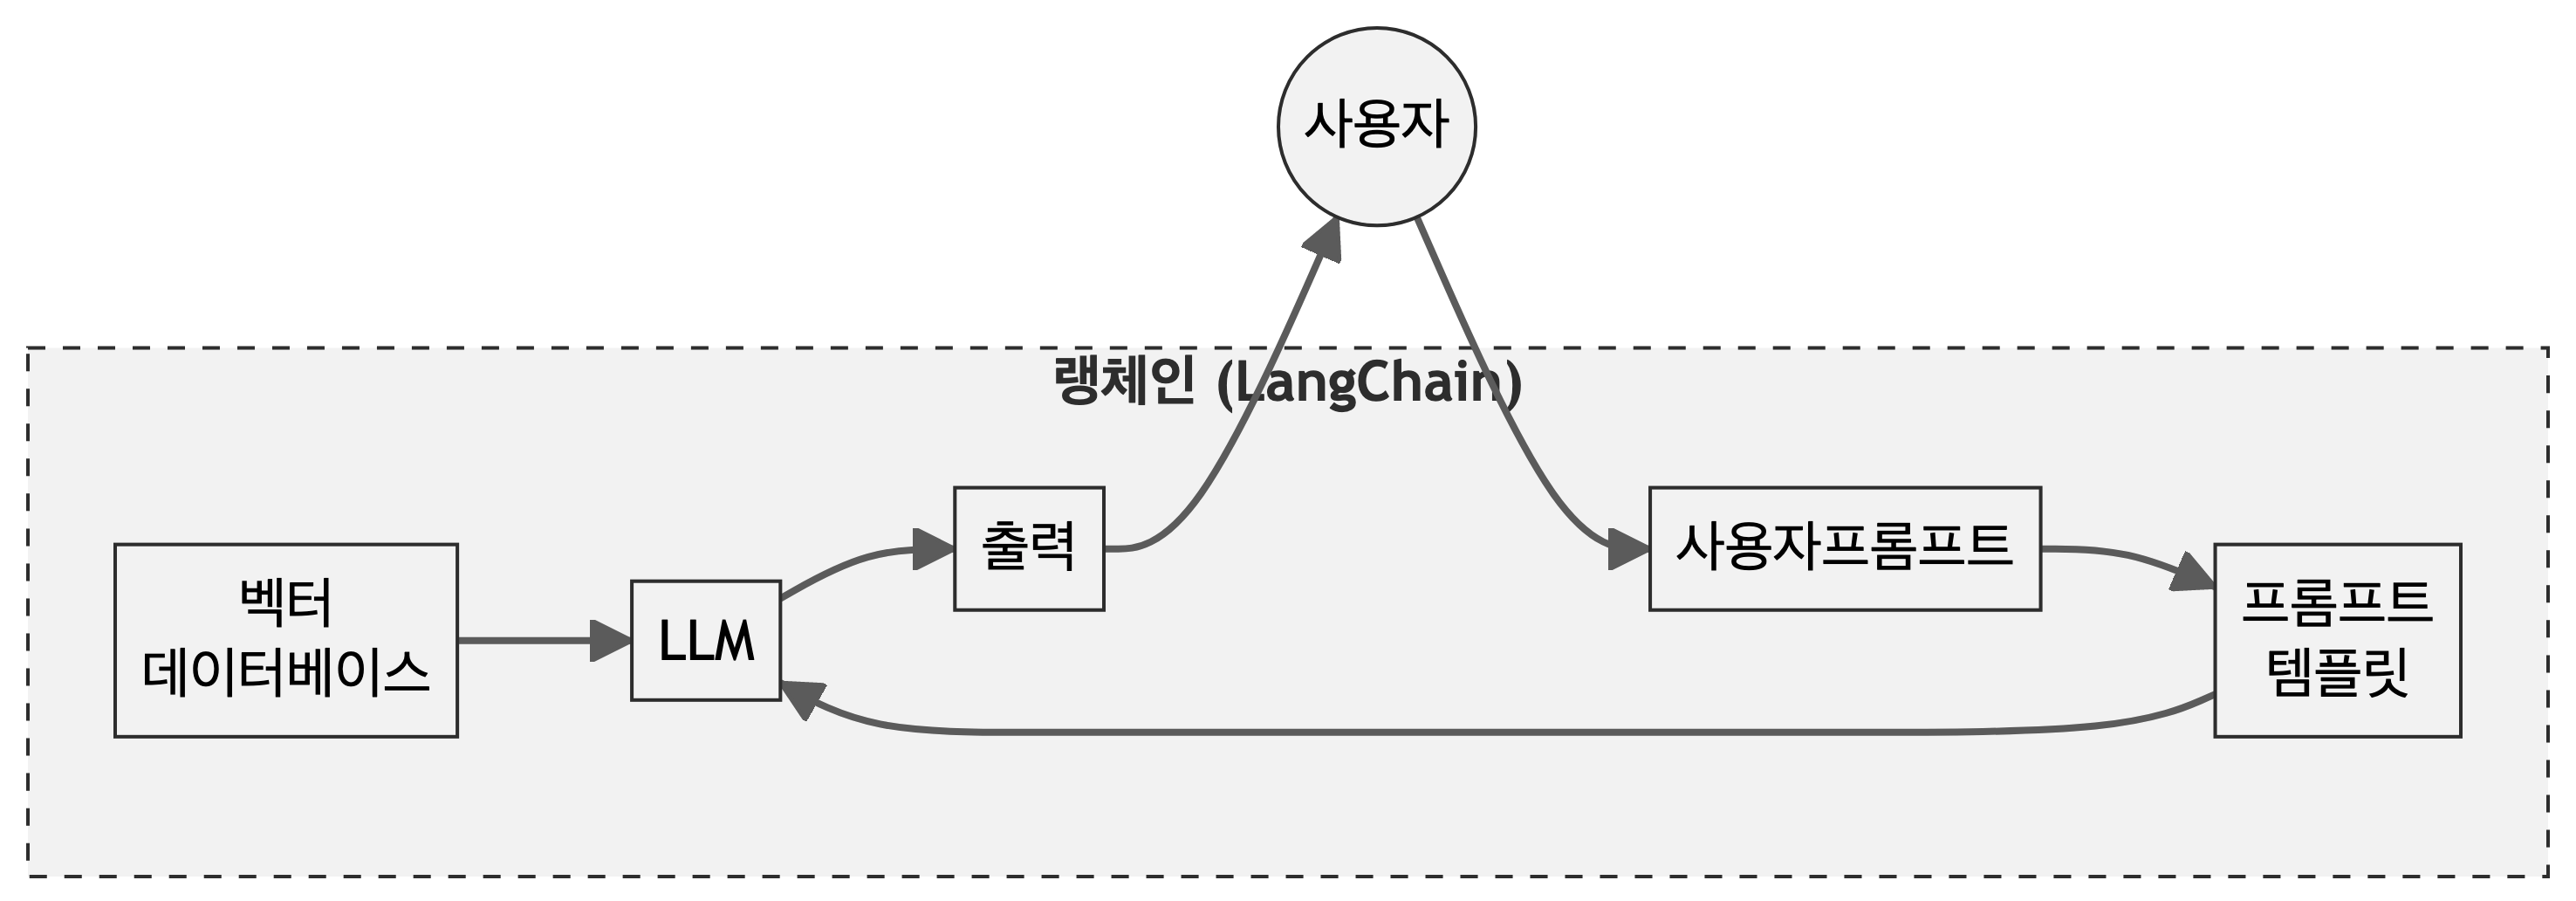 사용자
랭체인 (LangChain)
벡터
데이터베이스
LLM
출력
사용자프롬프트
프롬프트
템플릿